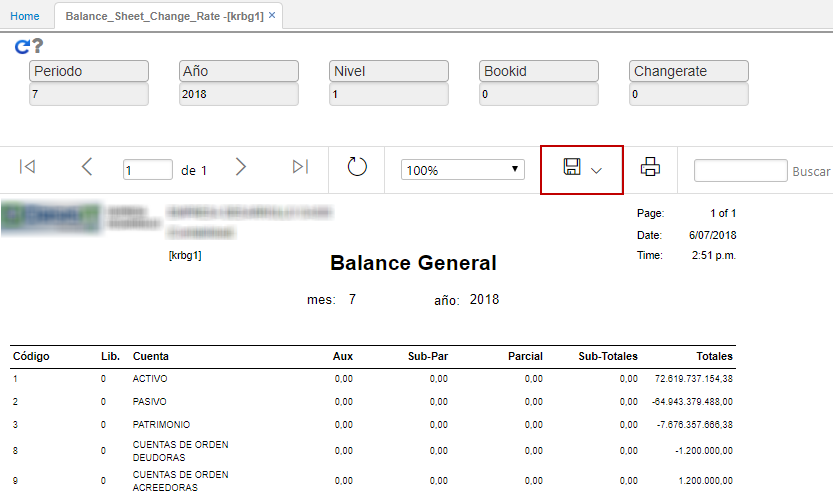 Home Balance_Sheet_Change_Rate -[krbg1] ×
?
Periodo Año Nivel Bookid Changerate
7 2018 1 0 0
1 de 1 100% Buscar
Page: 1 of 1
Date: 6/07/2018
[krbg1] Time: 2:51 p.m.
Balance General
mes: 7 año: 2018
Código Lib. Cuenta Aux Sub-Par Parcial Sub-Totales Totales
1 0 ACTIVO 0,00 0,00 0,00 0,00 72.619.737.154,38
2 0 PASIVO 0,00 0,00 0,00 0,00 -64.943.379.488,00
3 0 PATRIMONIO 0,00 0,00 0,00 0,00 -7.676.357.666,38
8 0 CUENTAS DE ORDEN DEUDORAS 0,00 0,00 0,00 0,00 -1.200.000,00
9 0 CUENTAS DE ORDEN ACREEDORAS 0,00 0,00 0,00 0,00 1.200.000,00